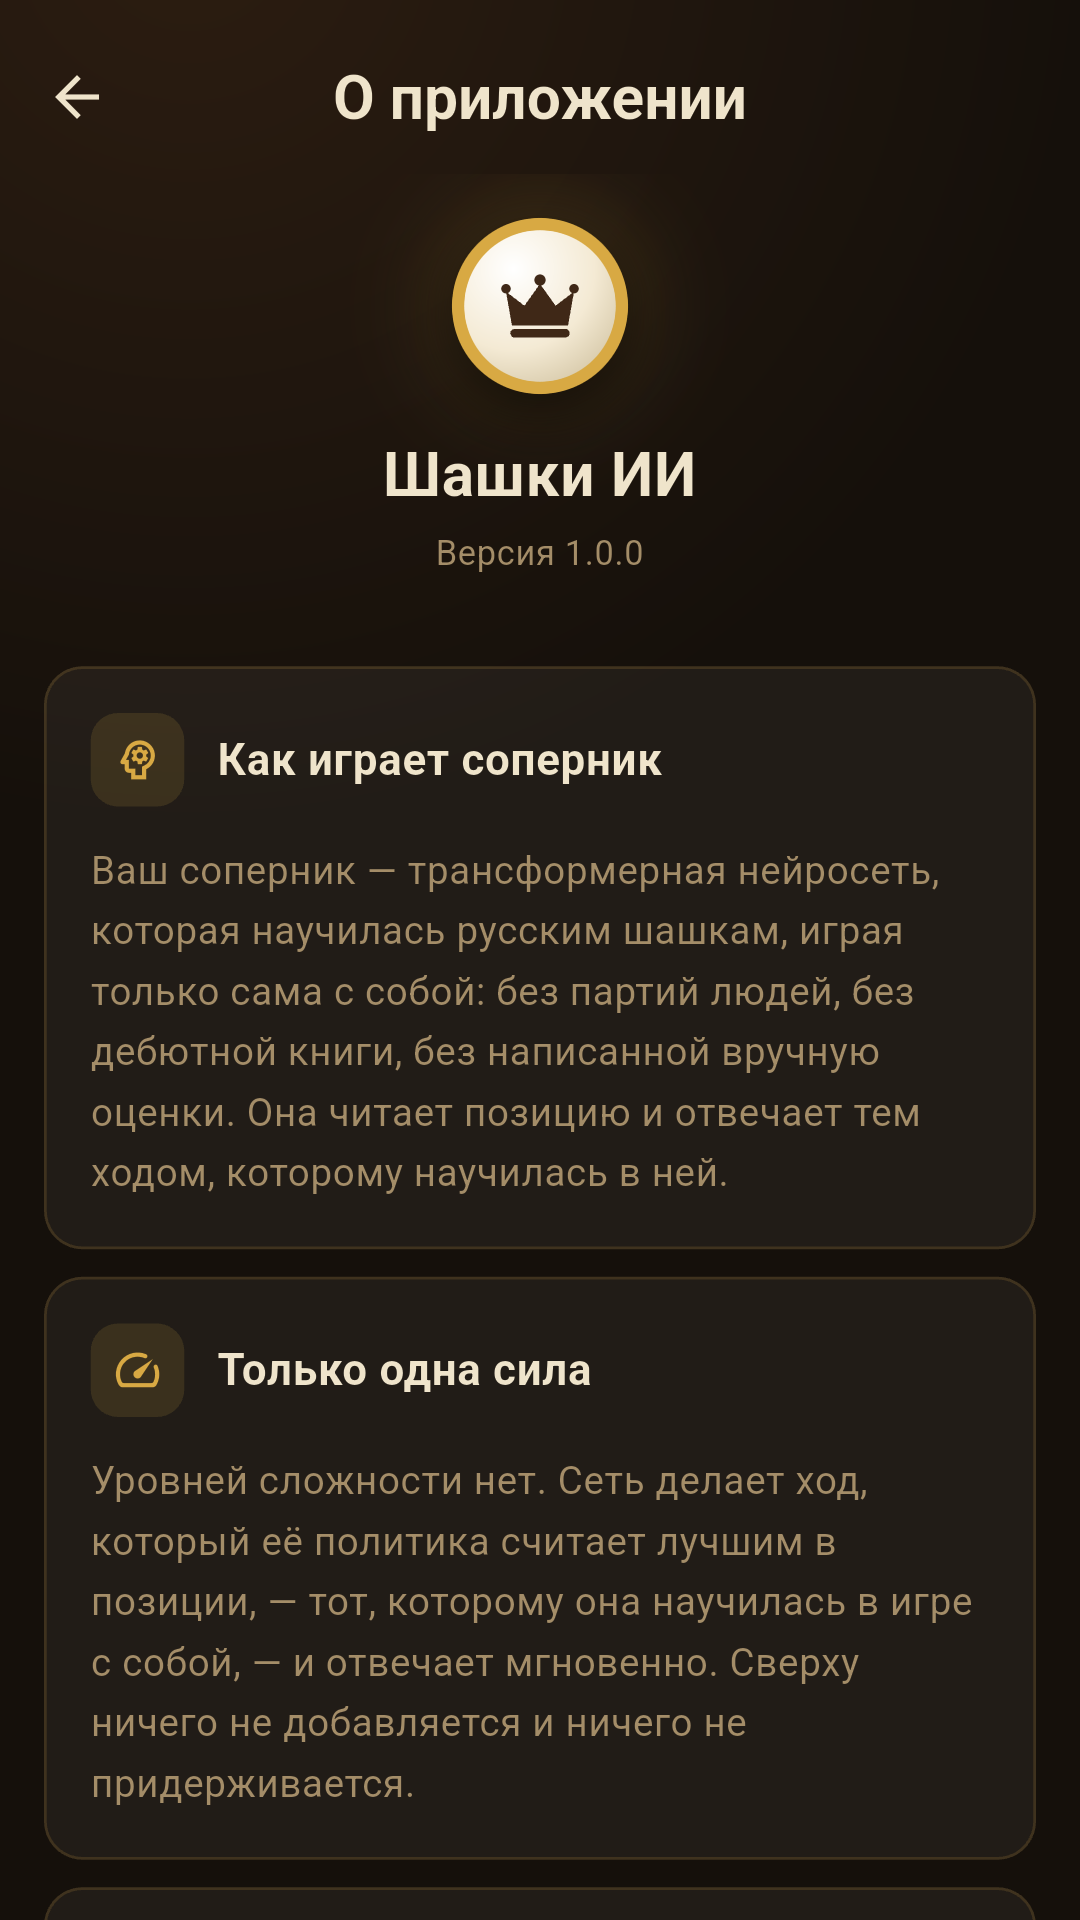 О приложении
Шашки ИИ
Версия 1.0.0
Как играет соперник
Ваш соперник — трансформерная нейросеть,
которая научилась русским шашкам, играя
только сама с собой: без партий людей, без
дебютной книги, без написанной вручную
оценки. Она читает позицию и отвечает тем
ходом, которому научилась в ней.
Только одна сила
Уровней сложности нет. Сеть делает ход,
который её политика считает лучшим в
позиции, — тот, которому она научилась в игре
с собой, — и отвечает мгновенно. Сверху
ничего не добавляется и ничего не
придерживается.